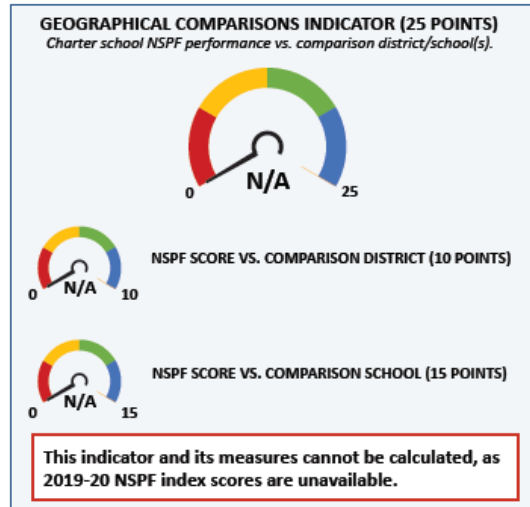 GEOGRAPHICAL COMPARISONS INDICATOR (25 POINTS)
Charter school NSPF performance vs. comparison district/school(s).
N/A
0
25
NSPF SCORE VS. COMPARISON DISTRICT (10 POINTS)
0
N/A
10
NSPF SCORE VS. COMPARISON SCHOOL (15 POINTS)
0
N/A
15
This indicator and its measures cannot be calculated, as
2019-20 NSPF index scores are unavailable.